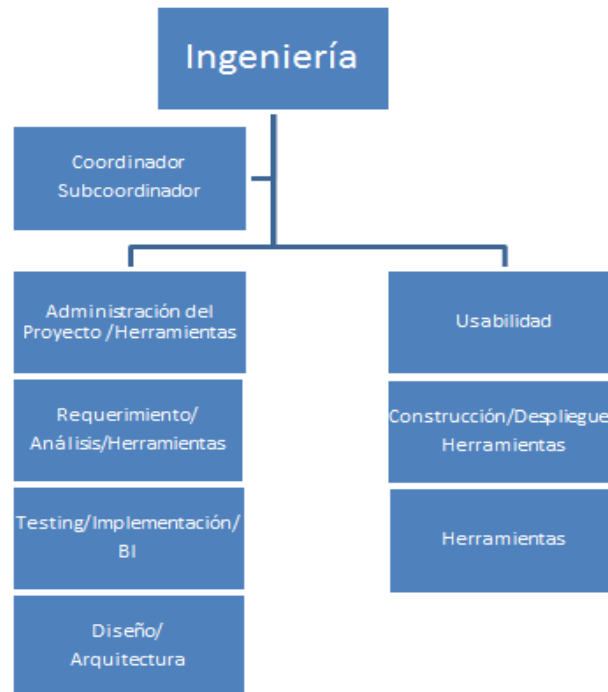 Ingeniería
Coordinador
Subcoordinador
Administración del
Proyecto /Herramientas
Requerimiento/
Análisis/Herramientas
Testing/Implementación/
BI
Diseño/
Arquitectura
Usabilidad
Construcción/Despliegue
Herramientas
Herramientas